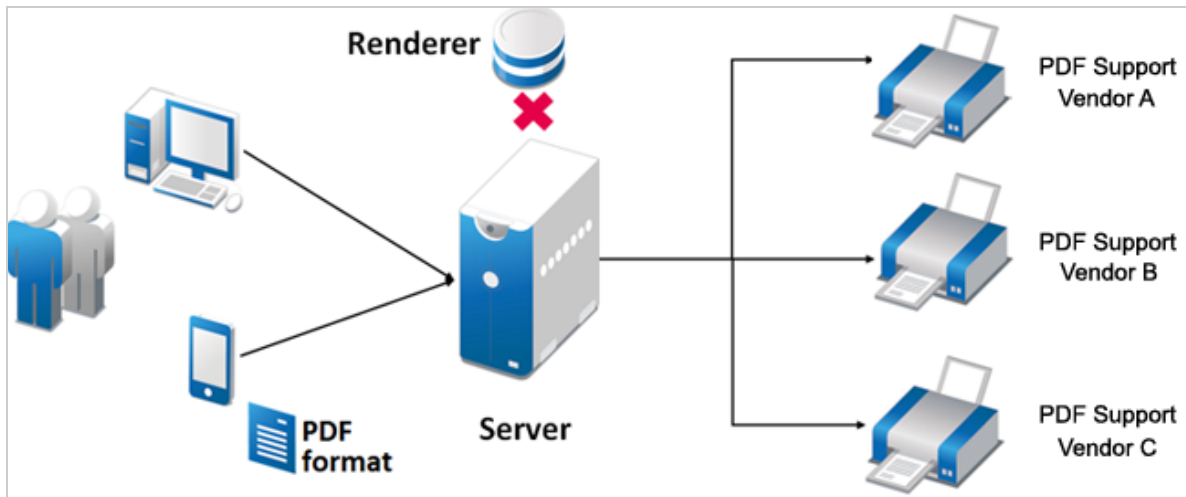 Renderer
PDF Support
Vendor A
PDF Support
Vendor B
PDF
format
Server
PDF Support
Vendor C